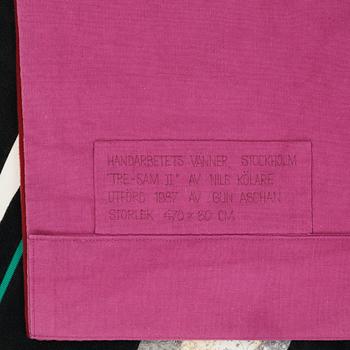 HANDARBETETS VÄNNER, STOCKHOLM
"TRE-SAM II" AV NILS KÖLARE
UTFÖRD 1987 AV GUN ASCHAN
STORLEK 470 x 80 CM